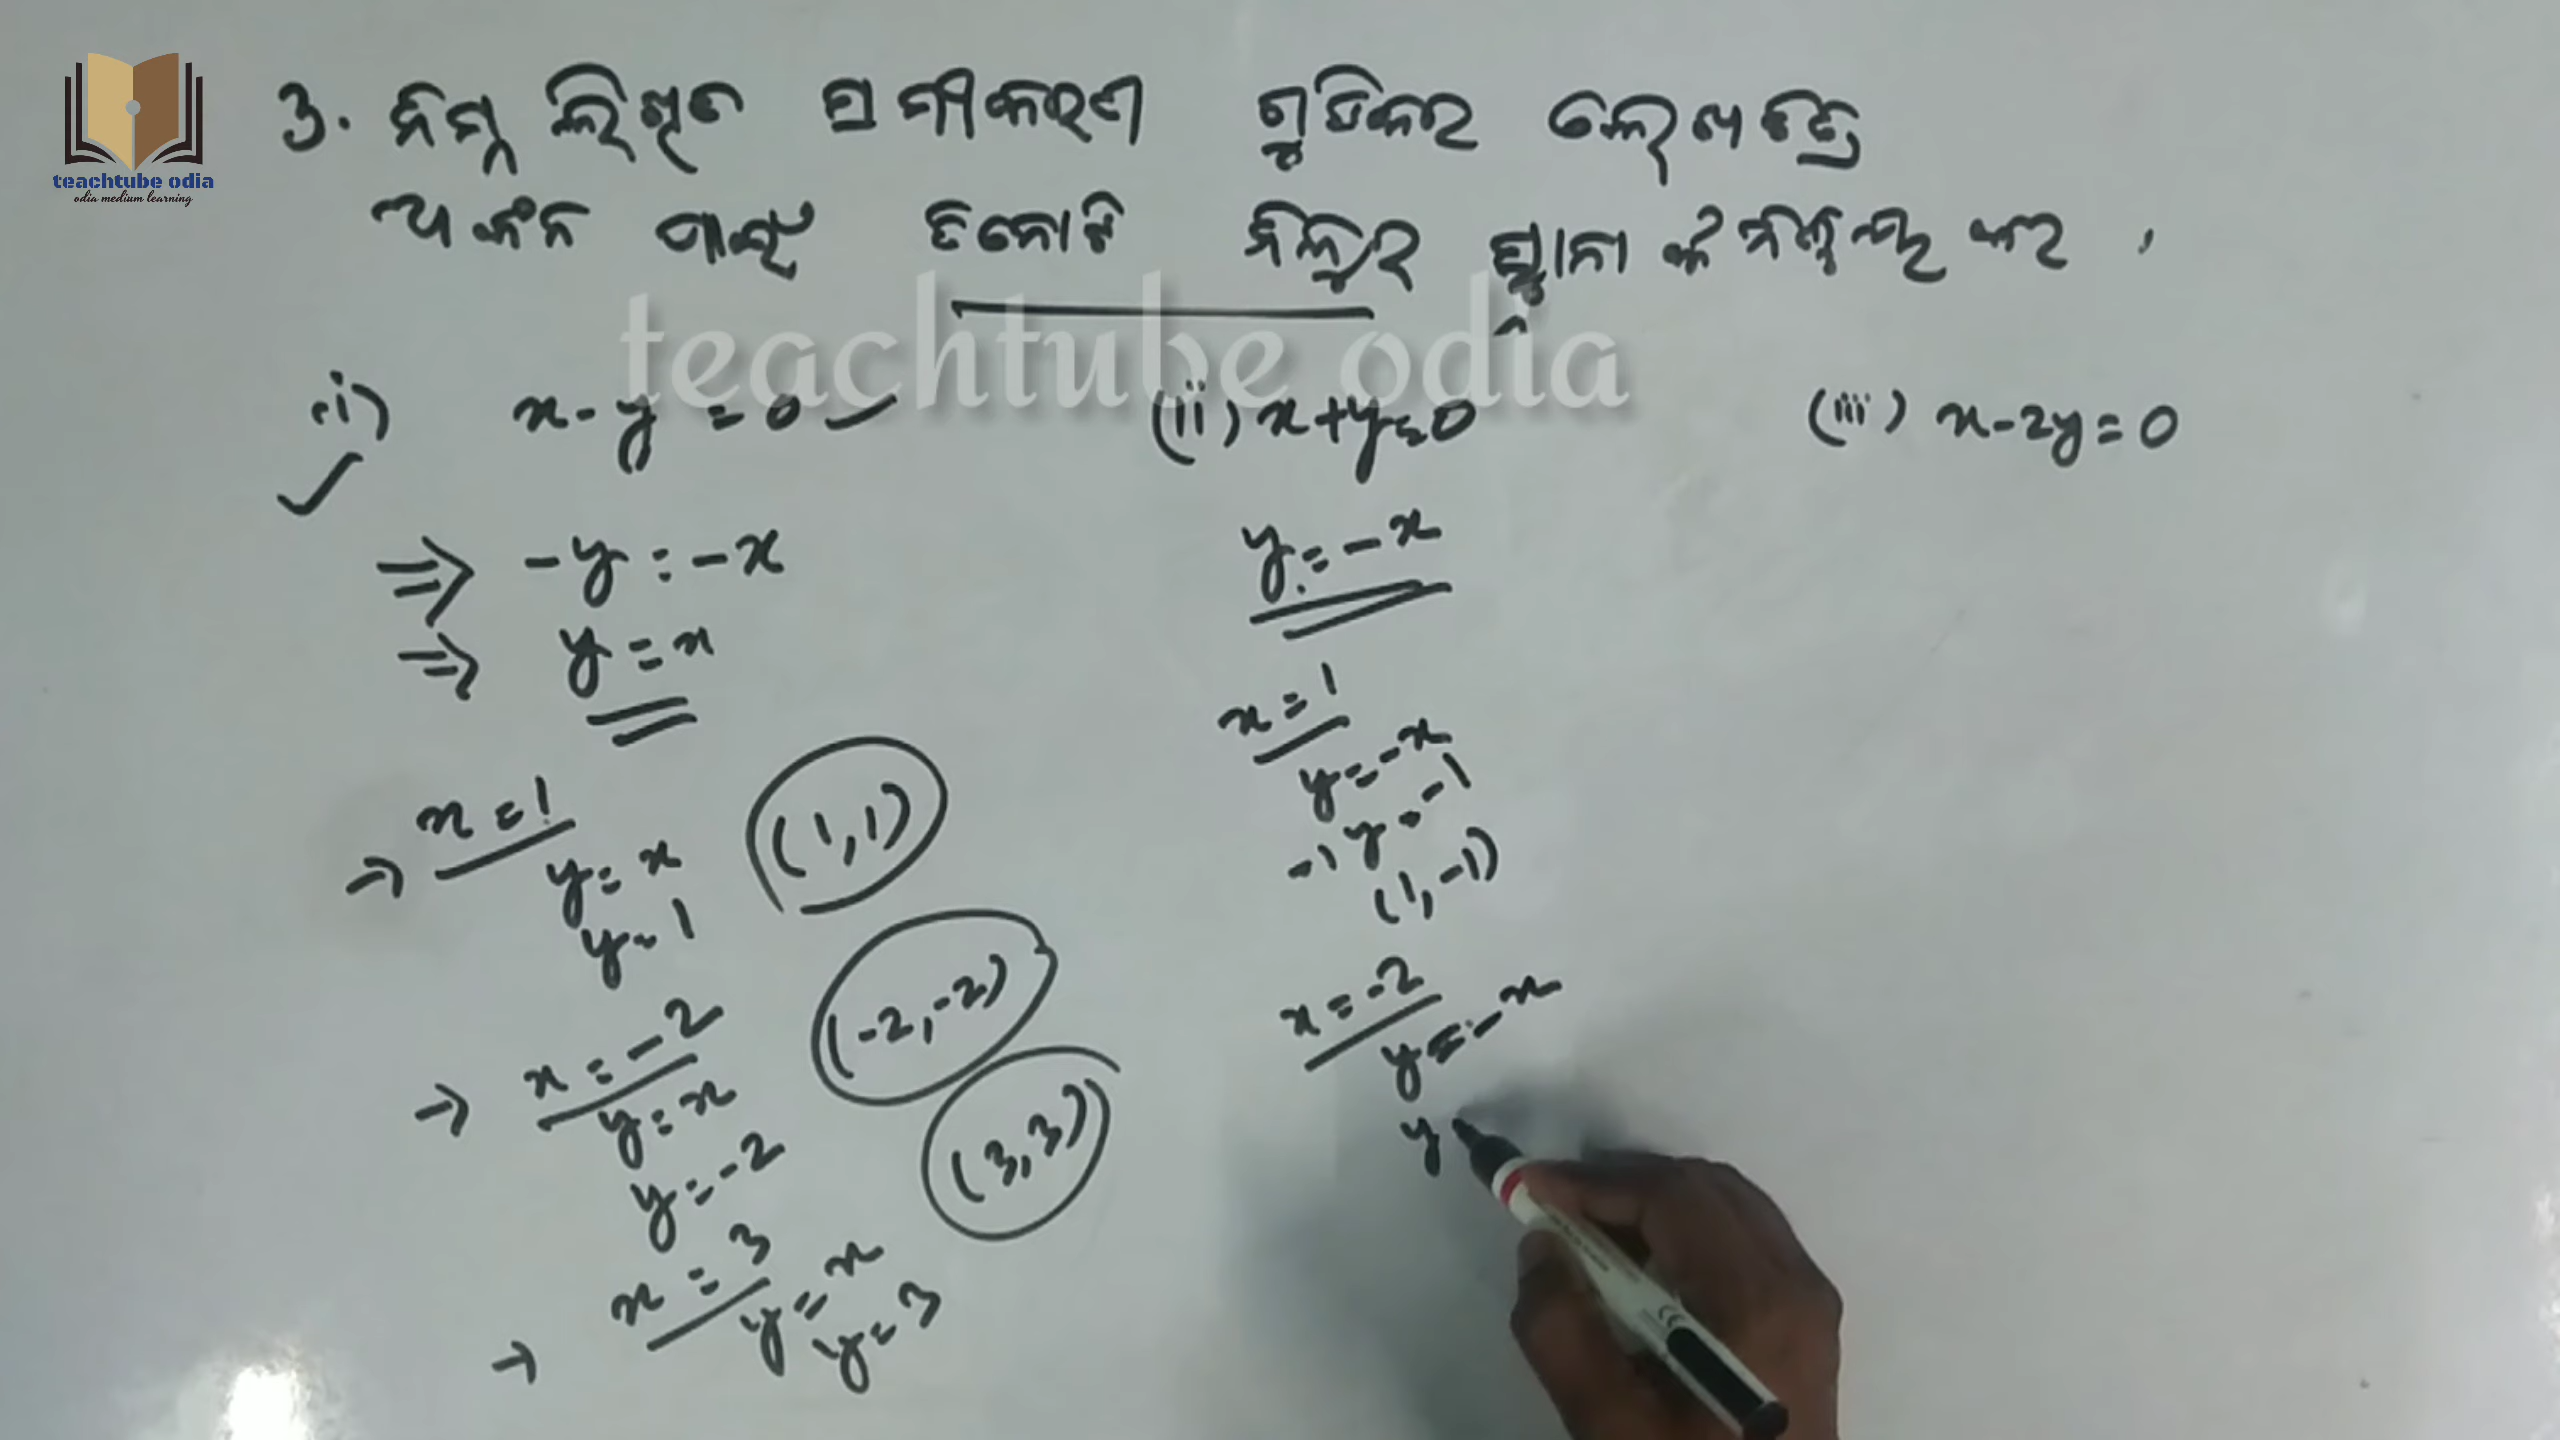 teachtube odia
odia medium learning
3. ନିମ୍ନ ଲିଖିତ ସମୀକରଣ ଗୁଡିକର ଲେଖଚିତ୍ର
ଅଙ୍କନ ପାଇଁ ତିନୋଟି ବିନ୍ଦୁର ସ୍ଥାନାଙ୍କ ନିର୍ଣ୍ଣୟ କର ,
teachtube odia
(i) x - y = 0
(ii) x + y = 0
(iii) x - 2y = 0
⇒ -y = -x
⇒ y = x
→ x = 1
y = x
y = 1
(1,1)
→ x = -2
y = x
y = -2
(-2,-2)
→ x = 3
y = x
y = 3
(3,3)
y = -x
x = 1
y = -x
y = -1
(1,-1)
x = -2
y = -x
y